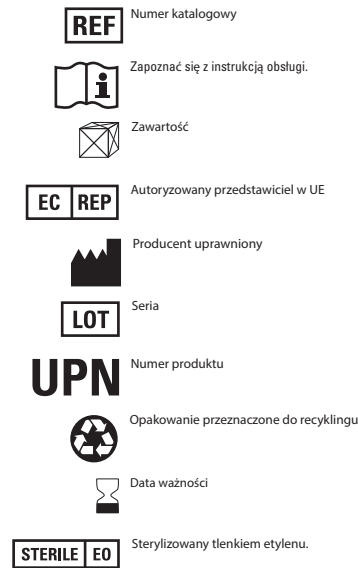 REF Numer katalogowy
i Zapoznać się z instrukcją obsługi.
Zawartość
EC REP Autoryzowany przedstawiciel w UE
Producent uprawniony
LOT Seria
UPN Numer produktu
Opakowanie przeznaczone do recyklingu
Data ważności
STERILE EO Sterylizowany tlenkiem etylenu.